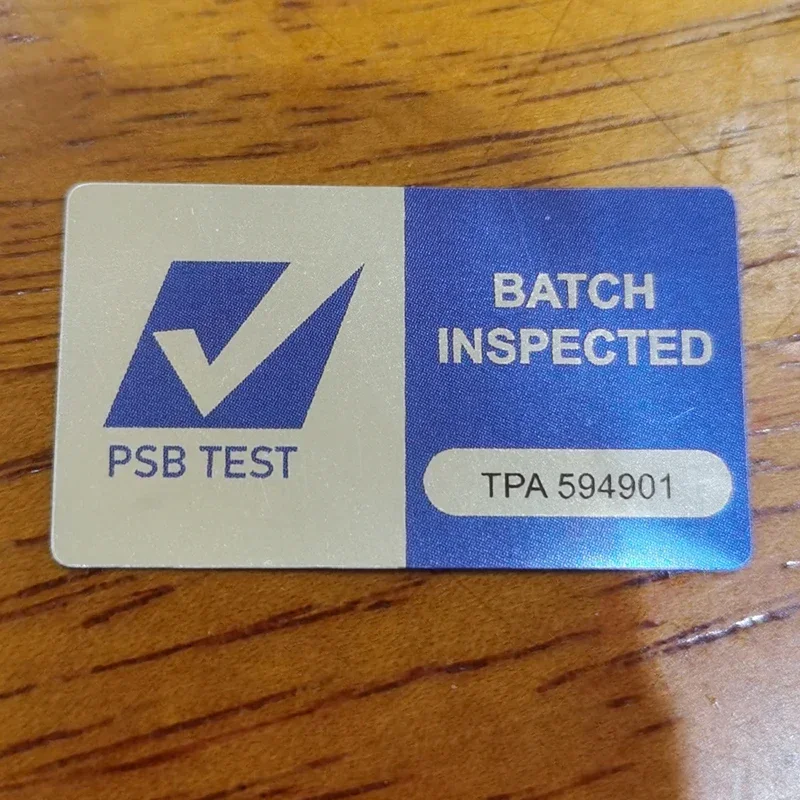 PSB TEST
BATCH
INSPECTED
TPA 594901